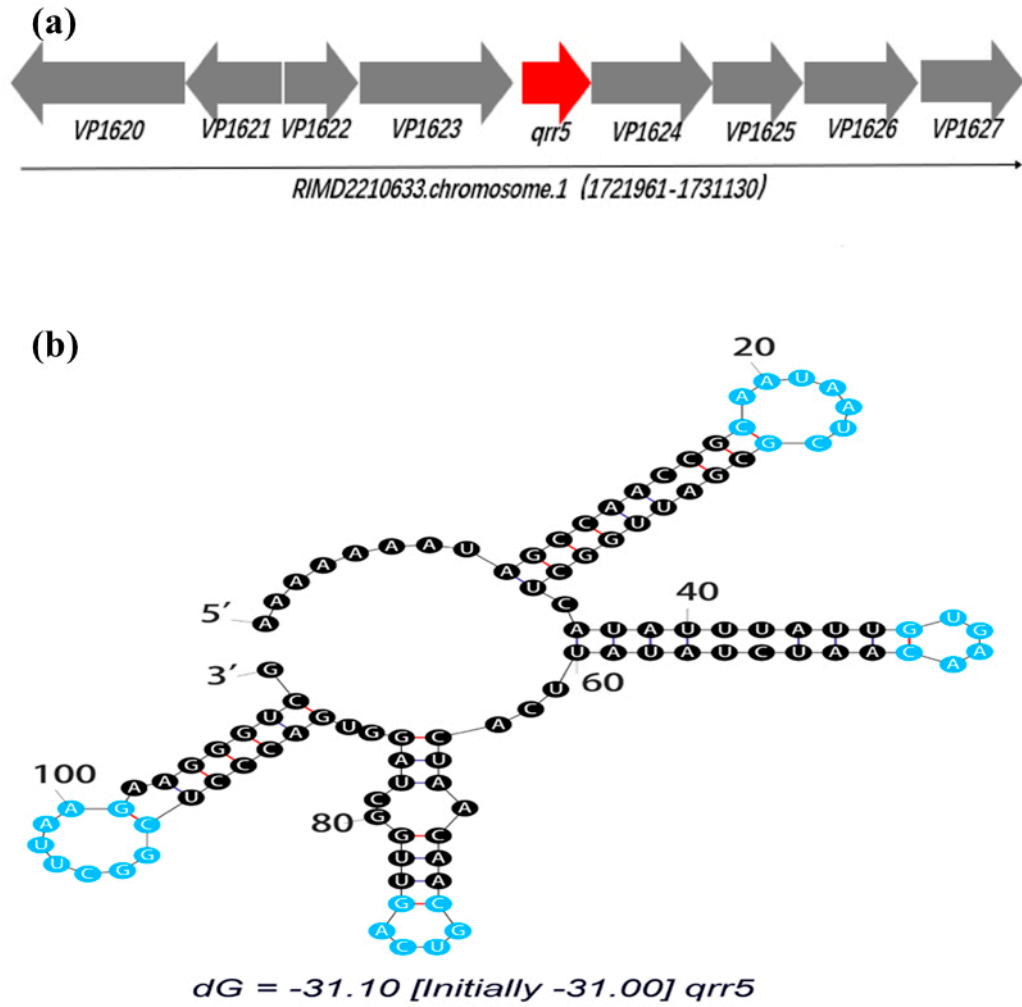 (a)
VP1620 VP1621 VP1622 VP1623 qrr5 VP1624 VP1625 VP1626 VP1627
RIMD2210633.chromosome.1 (1721961-1731130)
(b)
20
40
60
80
100
5′
AAAAAAAUAGCCAACCGCAAUAAUCGCGAUUGGCUCAUAUUUAUUGUGAACAAUCUAUAUUCACUAACAACGUCAGUUGGCUAGGUGACCCUCGGCUUAAGAAGGGUCG
3′
dG = -31.10 [Initially -31.00] qrr5